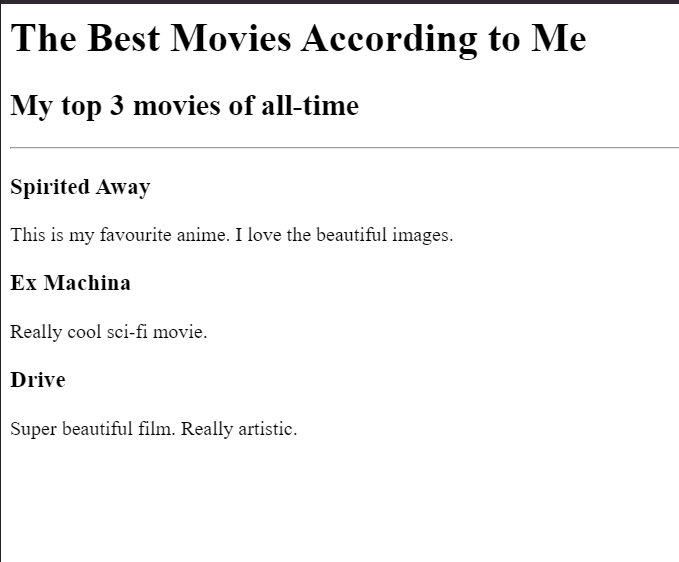 The Best Movies According to Me
My top 3 movies of all-time
Spirited Away
This is my favourite anime. I love the beautiful images.
Ex Machina
Really cool sci-fi movie.
Drive
Super beautiful film. Really artistic.